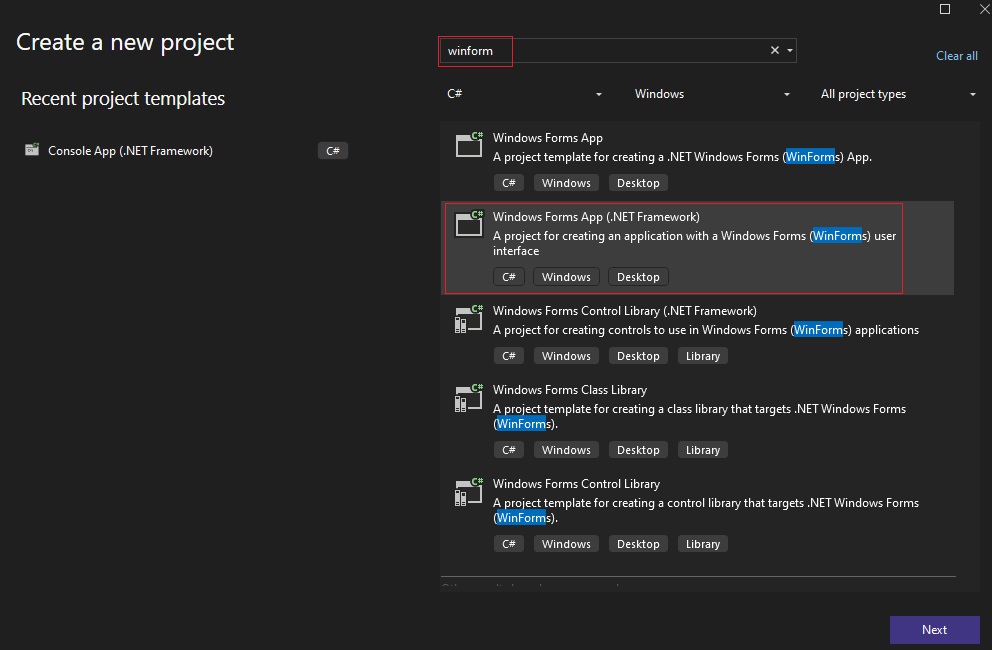 Create a new project
Recent project templates
Console App (.NET Framework)
C#
winform
Clear all
C#
Windows
All project types
C#
Windows Forms App
A project template for creating a .NET Windows Forms (WinForms) App.
C# Windows Desktop
C#
Windows Forms App (.NET Framework)
A project for creating an application with a Windows Forms (WinForms) user
interface
C# Windows Desktop
C#
Windows Forms Control Library (.NET Framework)
A project for creating controls to use in Windows Forms (WinForms) applications
C# Windows Desktop Library
C#
Windows Forms Class Library
A project template for creating a class library that targets .NET Windows Forms
(WinForms).
C# Windows Desktop Library
C#
Windows Forms Control Library
A project template for creating a control library that targets .NET Windows Forms
(WinForms).
C# Windows Desktop Library
Next